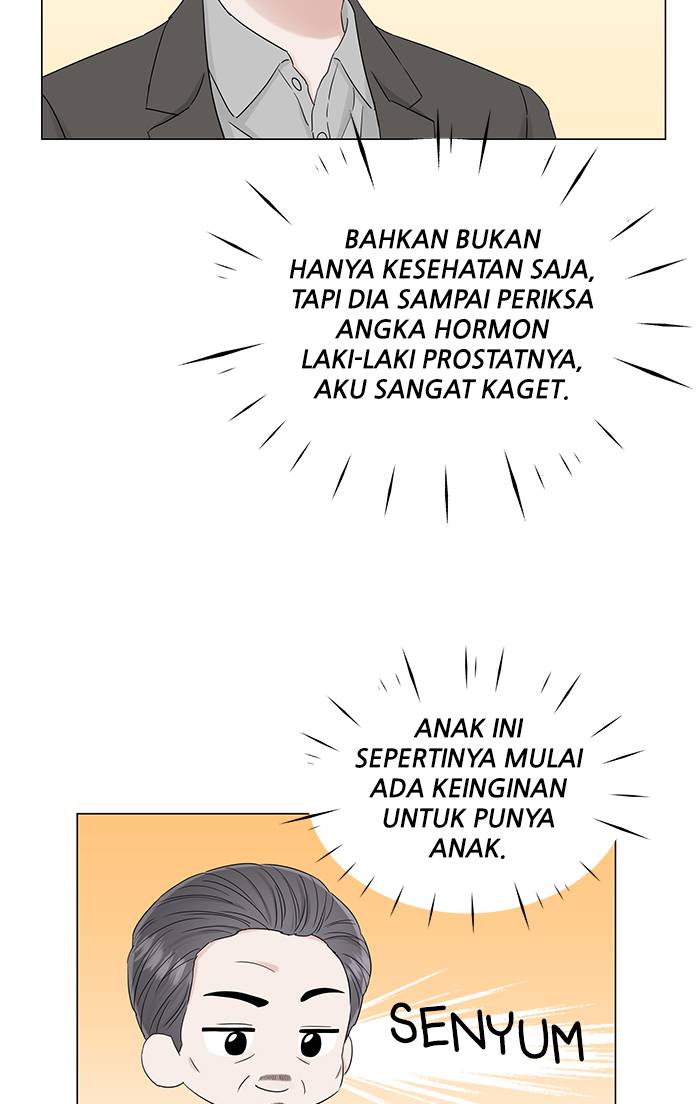 BAHKAN BUKAN
HANYA KESEHATAN SAJA,
TAPI DIA SAMPAI PERIKSA
ANGKA HORMON
LAKI-LAKI PROSTATNYA,
AKU SANGAT KAGET.
ANAK INI
SEPERTINYA MULAI
ADA KEINGINAN
UNTUK PUNYA
ANAK.
SENYUM